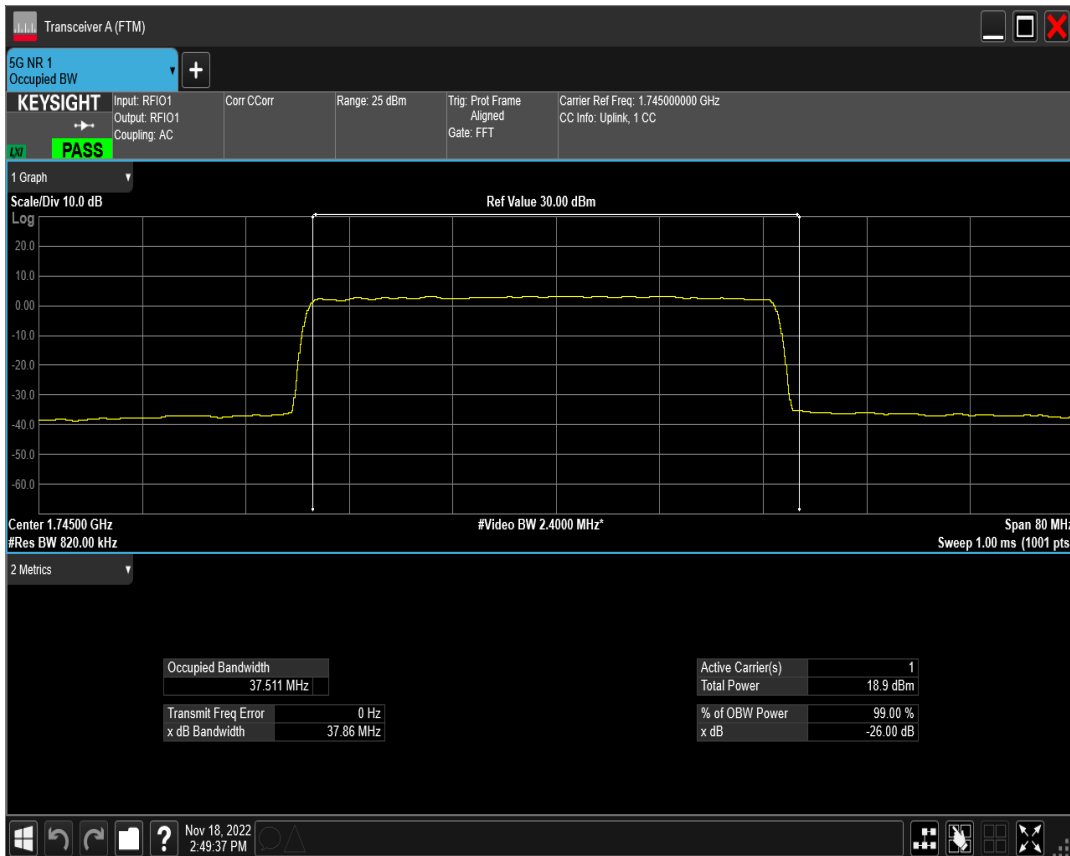 Transceiver A (FTM)
5G NR 1
Occupied BW
+
KEYSIGHT
LXI
PASS
Input: RFIO1
Output: RFIO1
Coupling: AC
Corr CCorr
Range: 25 dBm
Trig: Prot Frame
Aligned
Gate: FFT
Carrier Ref Freq: 1.745000000 GHz
CC Info: Uplink, 1 CC
1 Graph
Scale/Div 10.0 dB
Ref Value 30.00 dBm
Log
20.0
10.0
0.00
-10.0
-20.0
-30.0
-40.0
-50.0
-60.0
Center 1.74500 GHz
#Video BW 2.4000 MHz*
Span 80 MHz
#Res BW 820.00 kHz
Sweep 1.00 ms (1001 pts
2 Metrics
Occupied Bandwidth
37.511 MHz
Transmit Freq Error 0 Hz
x dB Bandwidth 37.86 MHz
Active Carrier(s) 1
Total Power 18.9 dBm
% of OBW Power 99.00 %
x dB -26.00 dB
?
Nov 18, 2022
2:49:37 PM